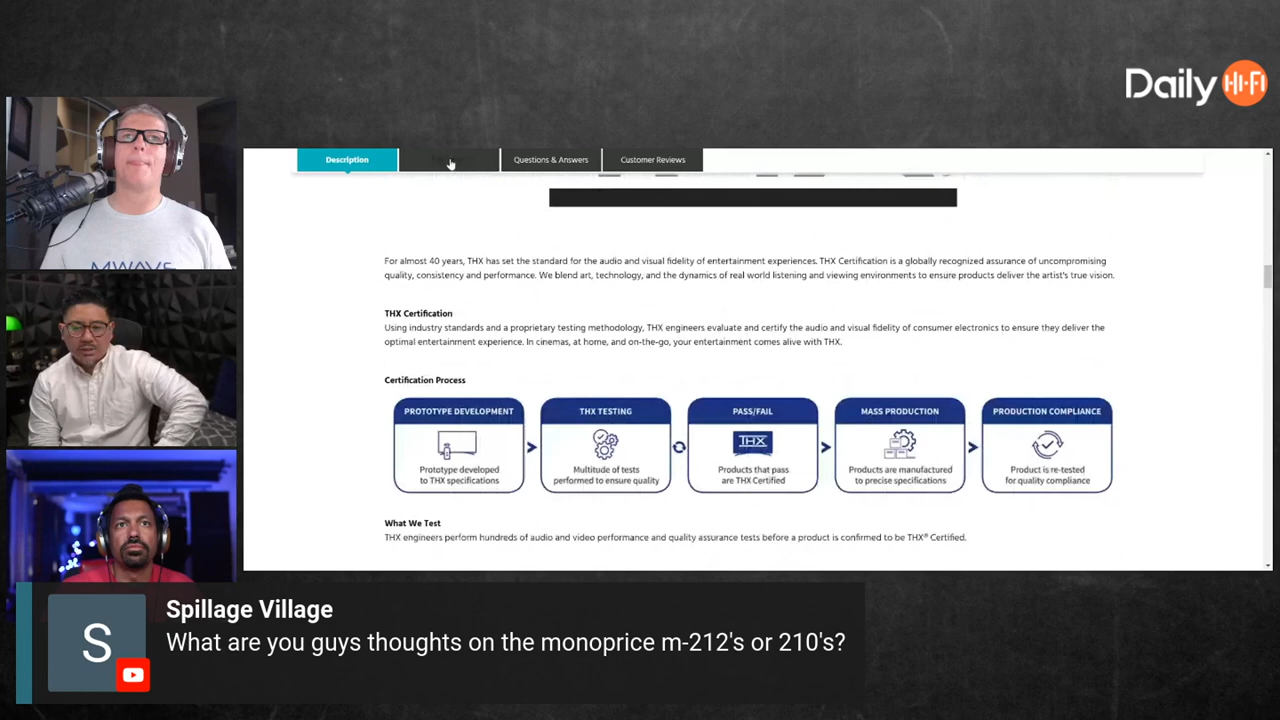 Daily HI-FI
MWAVE
Description
Questions & Answers
Customer Reviews
For almost 40 years, THX has set the standard for the audio and visual fidelity of entertainment experiences. THX Certification is a globally recognized assurance of uncompromising
quality, consistency and performance. We blend art, technology, and the dynamics of real world listening and viewing environments to ensure products deliver the artist's true vision.
THX Certification
Using industry standards and a proprietary testing methodology, THX engineers evaluate and certify the audio and visual fidelity of consumer electronics to ensure they deliver the
optimal entertainment experience. In cinemas, at home, and on-the-go, your entertainment comes alive with THX.
Certification Process
PROTOTYPE DEVELOPMENT
Prototype developed
to THX specifications
THX TESTING
Multitude of tests
performed to ensure quality
PASS/FAIL
THX
Products that pass
are THX Certified
MASS PRODUCTION
Products are manufactured
to precise specifications
PRODUCTION COMPLIANCE
Product is re-tested
for quality compliance
What We Test
THX engineers perform hundreds of audio and video performance and quality assurance tests before a product is confirmed to be THX® Certified.
S
Spillage Village
What are you guys thoughts on the monoprice m-212's or 210's?